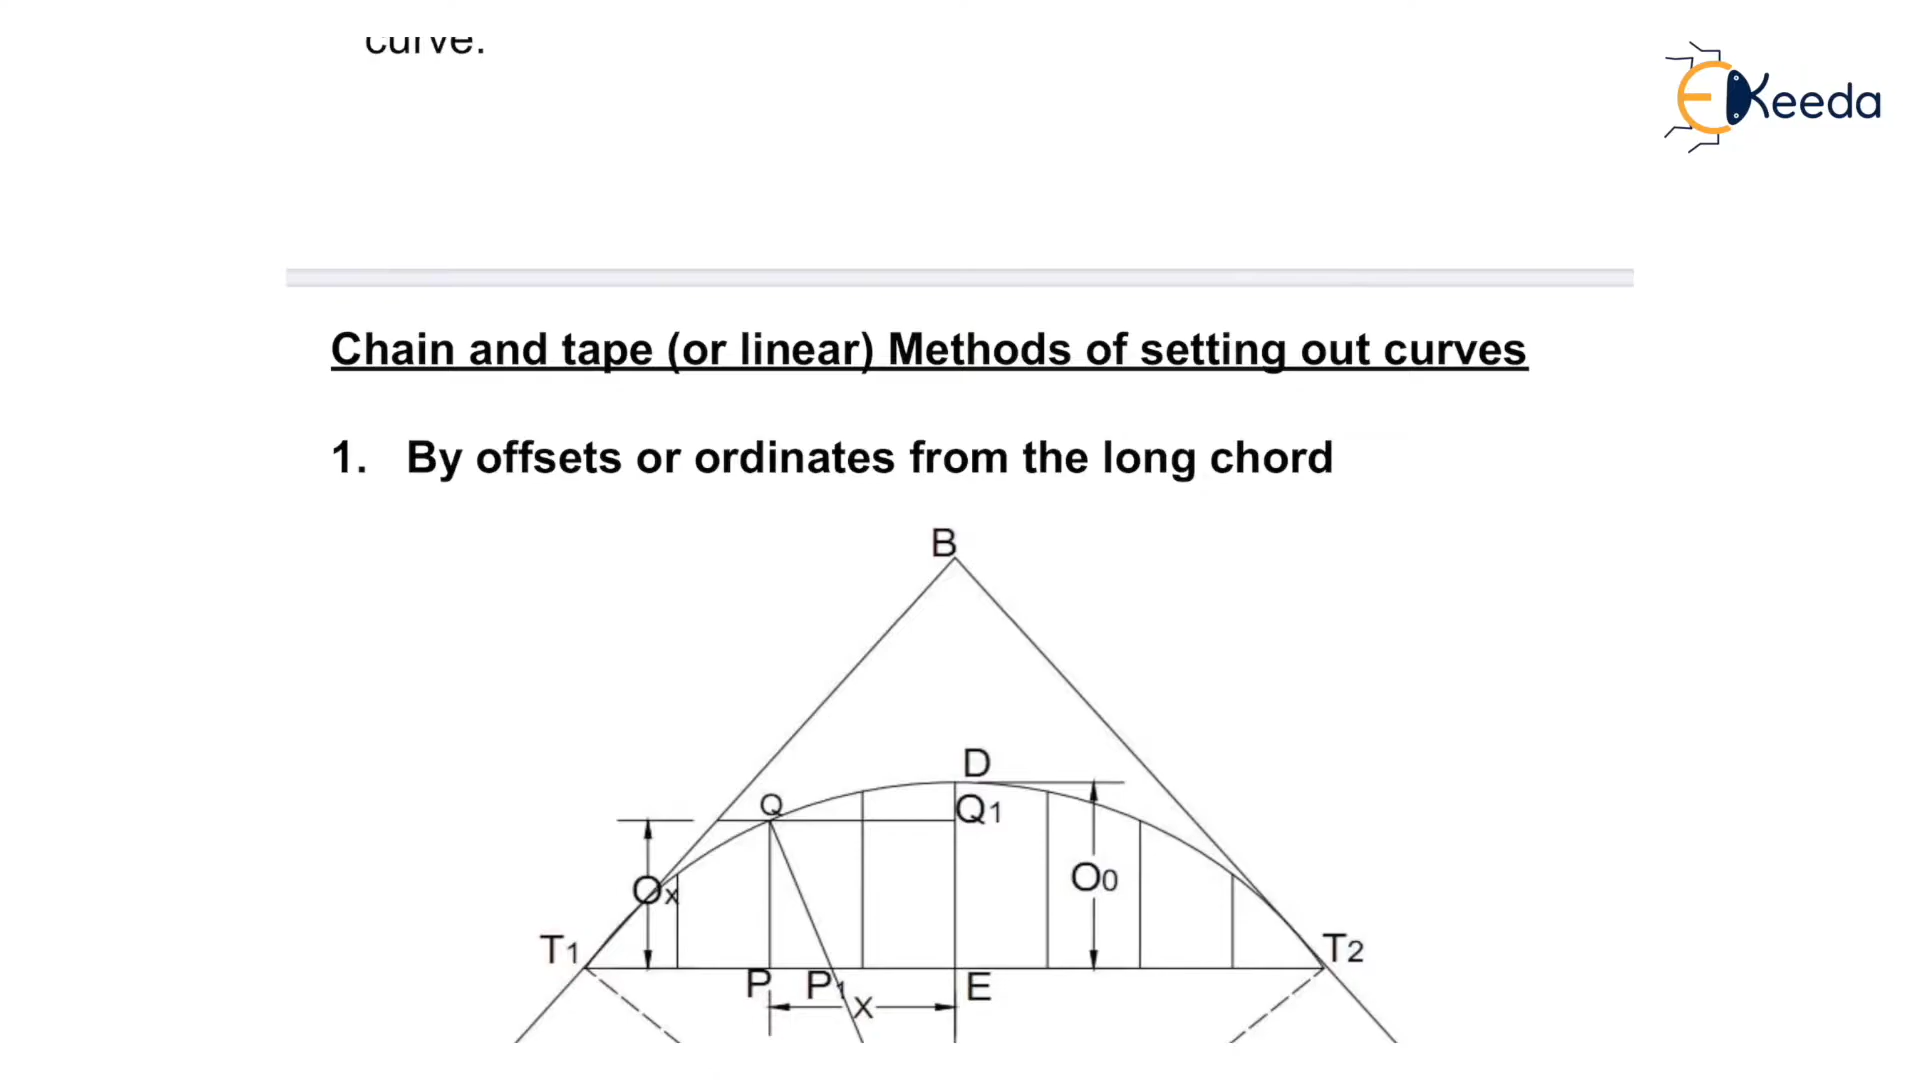 curve.
EKeeda
Chain and tape (or linear) Methods of setting out curves
1. By offsets or ordinates from the long chord
B
D
Q
Q1
Ox
O0
T1
T2
P
P1
E
X